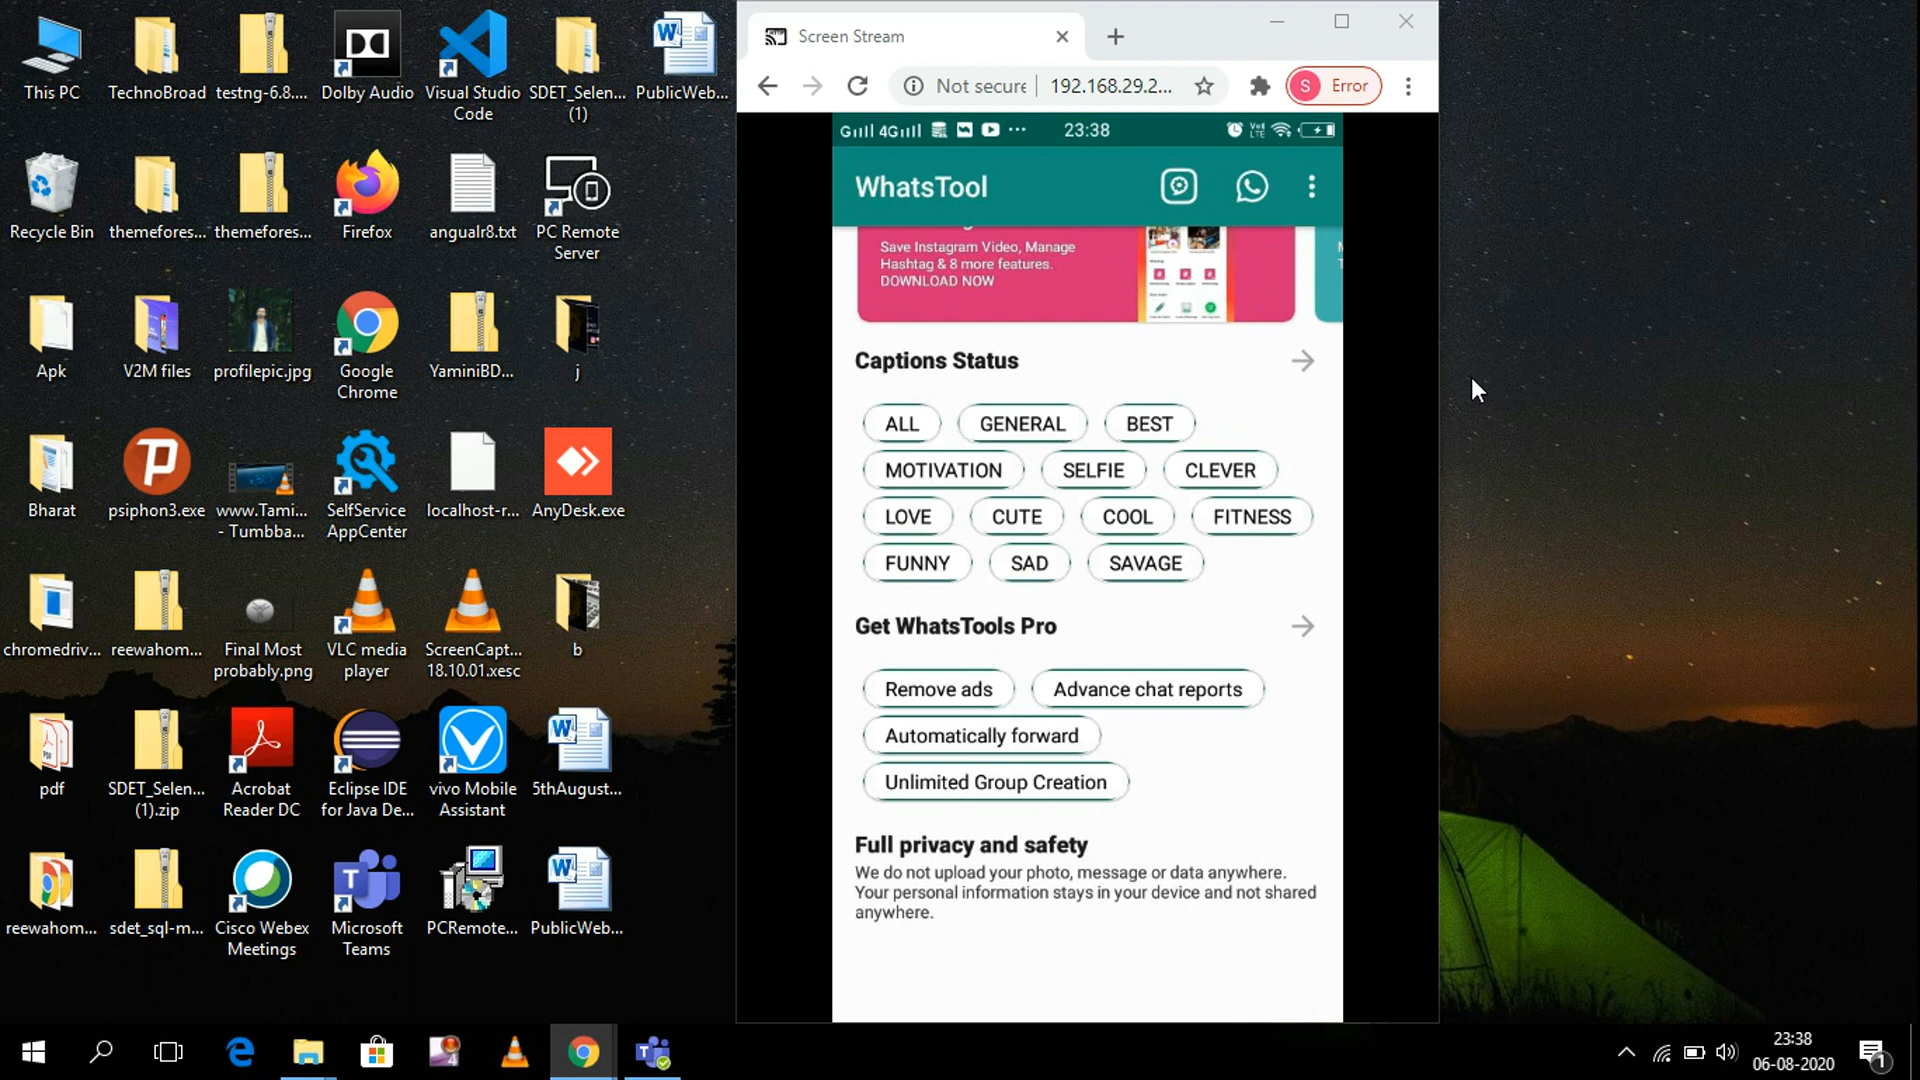 This PC
TechnoBroad
testng-6.8....
Dolby Audio
Visual Studio
Code
SDET_Selen...
(1)
PublicWeb...
Recycle Bin
themefores...
themefores...
Firefox
angualr8.txt
PC Remote
Server
Apk
V2M files
profilepic.jpg
Google
Chrome
YaminiBD...
j
Bharat
psiphon3.exe
www.Tami...
- Tumbba...
SelfService
AppCenter
localhost-r...
AnyDesk.exe
chromedriv...
reewahom...
Final Most
probably.png
VLC media
player
ScreenCapt...
18.10.01.xesc
b
pdf
SDET_Selen...
(1).zip
Acrobat
Reader DC
Eclipse IDE
for Java De...
vivo Mobile
Assistant
5thAugust...
reewahom...
sdet_sql-m...
Cisco Webex
Meetings
Microsoft
Teams
PCRemote...
PublicWeb...
Screen Stream
Not secure
192.168.29.2...
S Error
G 4G 23:38
WhatsTool
Save Instagram Video, Manage
Hashtag & 8 more features.
DOWNLOAD NOW
Captions Status
ALL GENERAL BEST
MOTIVATION SELFIE CLEVER
LOVE CUTE COOL FITNESS
FUNNY SAD SAVAGE
Get WhatsTools Pro
Remove ads Advance chat reports
Automatically forward
Unlimited Group Creation
Full privacy and safety
We do not upload your photo, message or data anywhere.
Your personal information stays in your device and not shared
anywhere.
23:38
06-08-2020
1